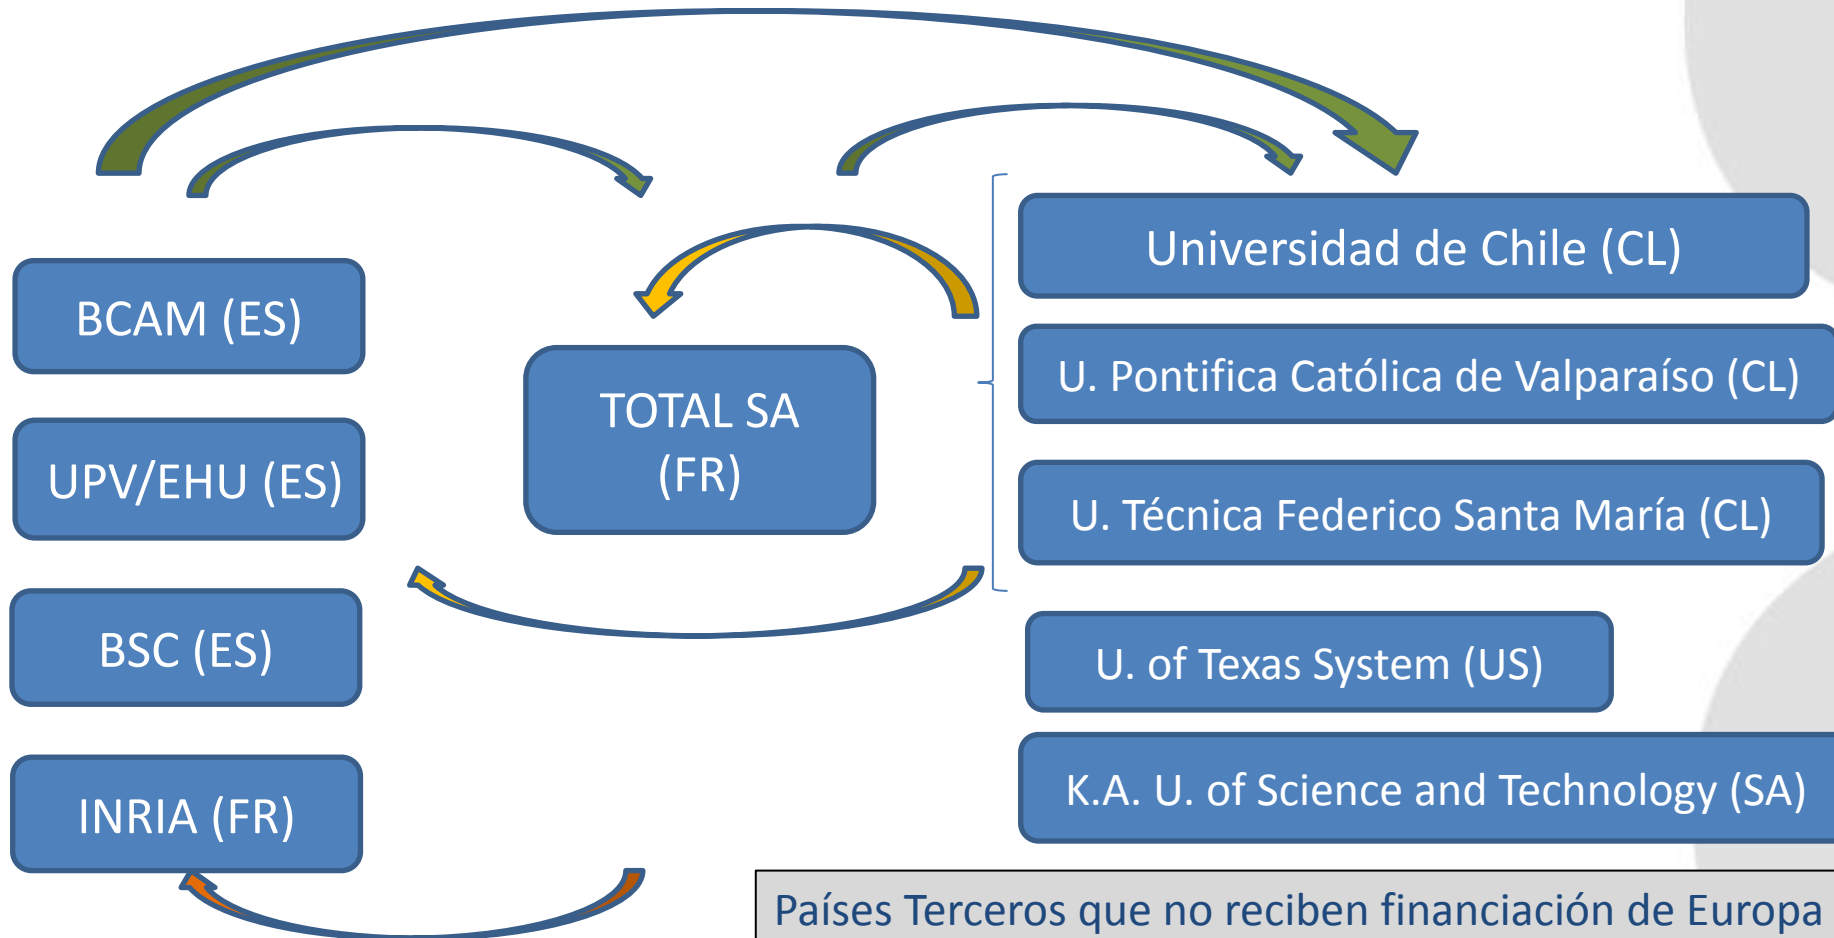 BCAM (ES)
UPV/EHU (ES)
BSC (ES)
INRIA (FR)
TOTAL SA
(FR)
Universidad de Chile (CL)
U. Pontifica Católica de Valparaíso (CL)
U. Técnica Federico Santa María (CL)
U. of Texas System (US)
K.A. U. of Science and Technology (SA)
Países Terceros que no reciben financiación de Europa